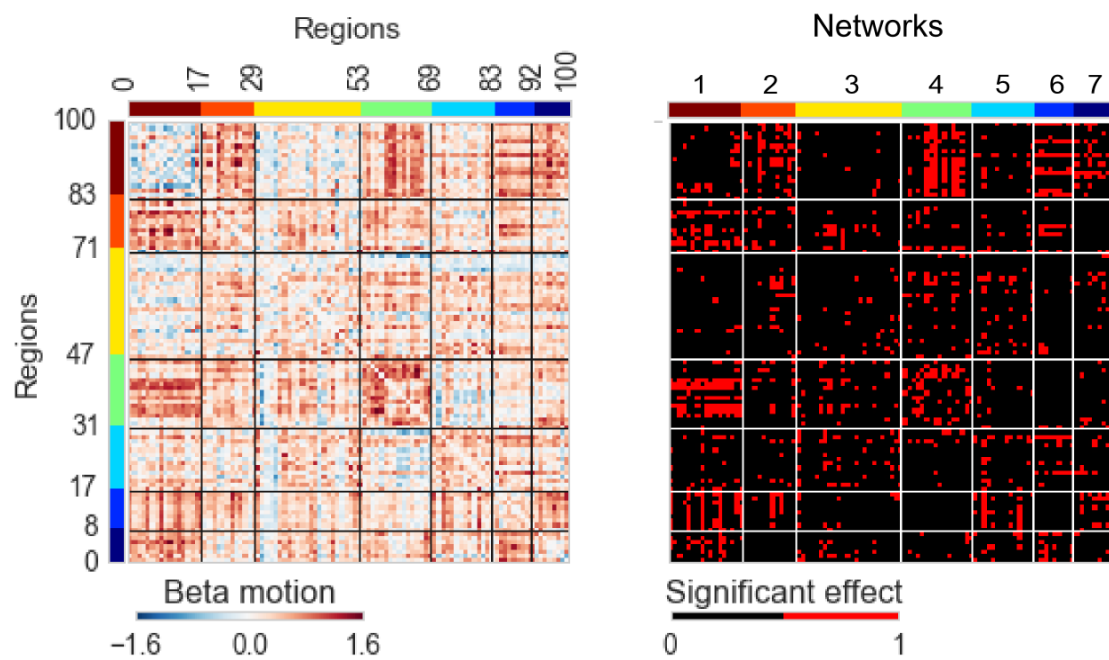 Regions
Networks
0 17 29 53 69 83 92 100
1 2 3 4 5 6 7
Regions
100
83
71
47
31
17
8
0
Beta motion
−1.6 0.0 1.6
Significant effect
0 1